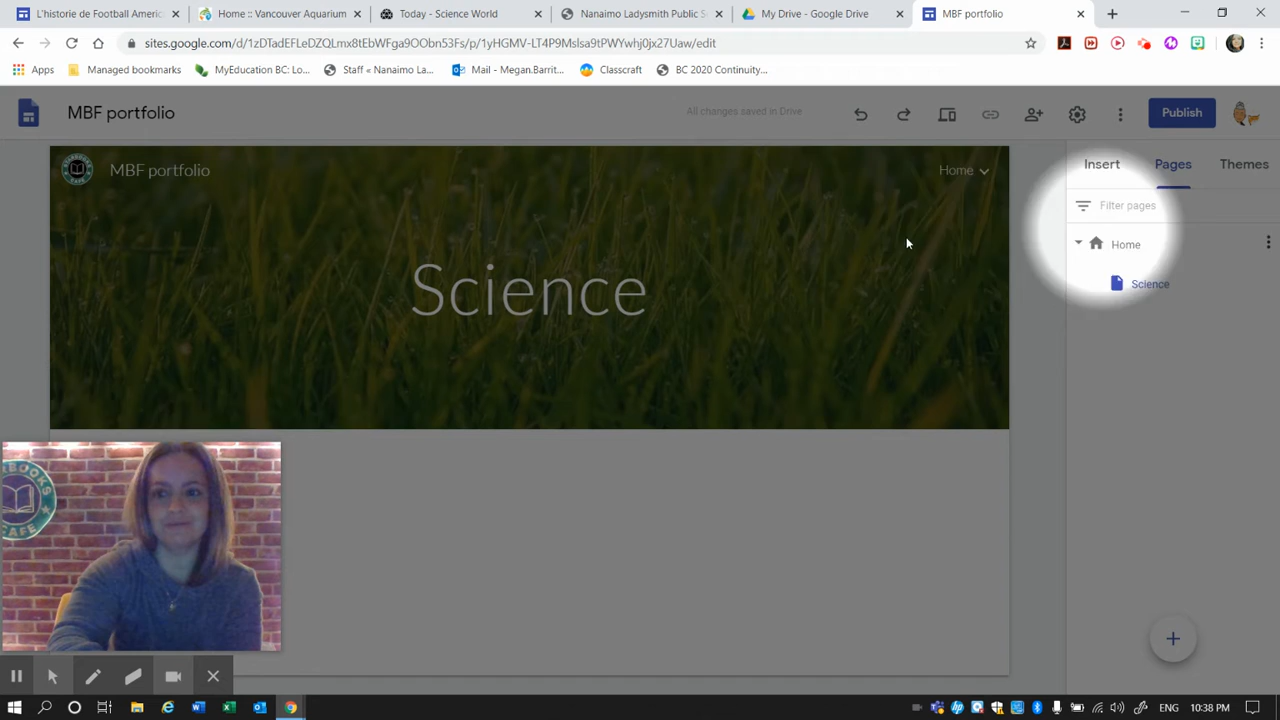 L'histoire de Football Americ
Home :: Vancouver Aquarium
Today - Science World
Nanaimo Ladysmith Public S
My Drive - Google Drive
MBF portfolio
sites.google.com/d/1zDTadEFLeDZQLmx8tEbWFga9OObn53Fs/p/1yHGMV-LT4P9Mslsa9tPWYwhj0jx27Uaw/edit
Apps
Managed bookmarks
MyEducation BC: Lo...
Staff « Nanaimo La...
Mail - Megan.Barrit...
Classcraft
BC 2020 Continuity...
MBF portfolio
All changes saved in Drive
Publish
MBF portfolio
Home
Insert
Pages
Themes
Filter pages
Home
Science
Science
CAFE
ENG
10:38 PM